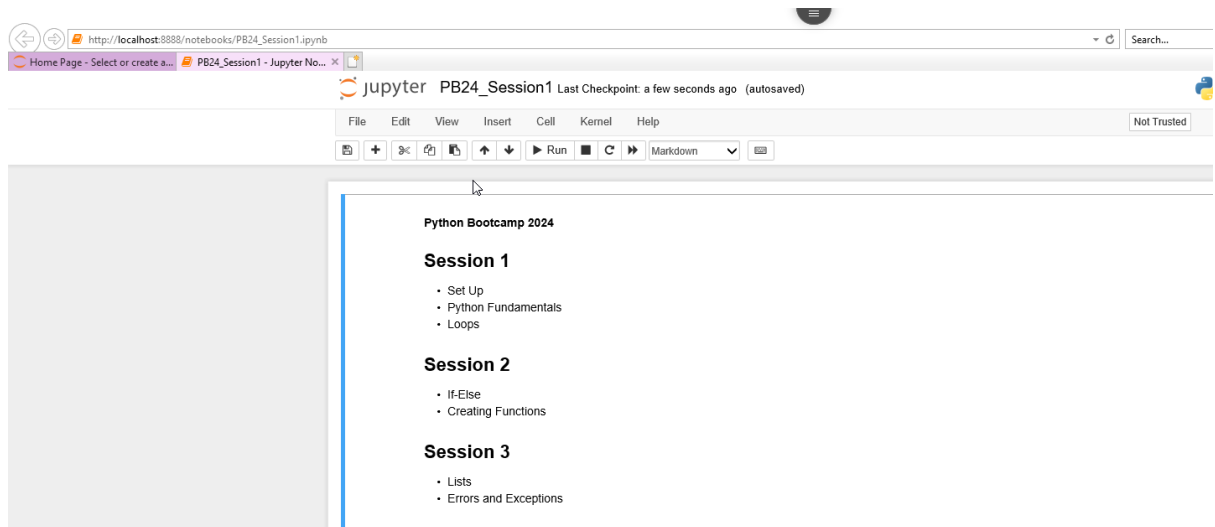 http://localhost:8888/notebooks/PB24_Session1.ipynb
Search...
Home Page - Select or create a...
PB24_Session1 - Jupyter No...
jupyter PB24_Session1 Last Checkpoint: a few seconds ago (autosaved)
File Edit View Insert Cell Kernel Help
Not Trusted
Run
Markdown
Python Bootcamp 2024
Session 1
• Set Up
• Python Fundamentals
• Loops
Session 2
• If-Else
• Creating Functions
Session 3
• Lists
• Errors and Exceptions